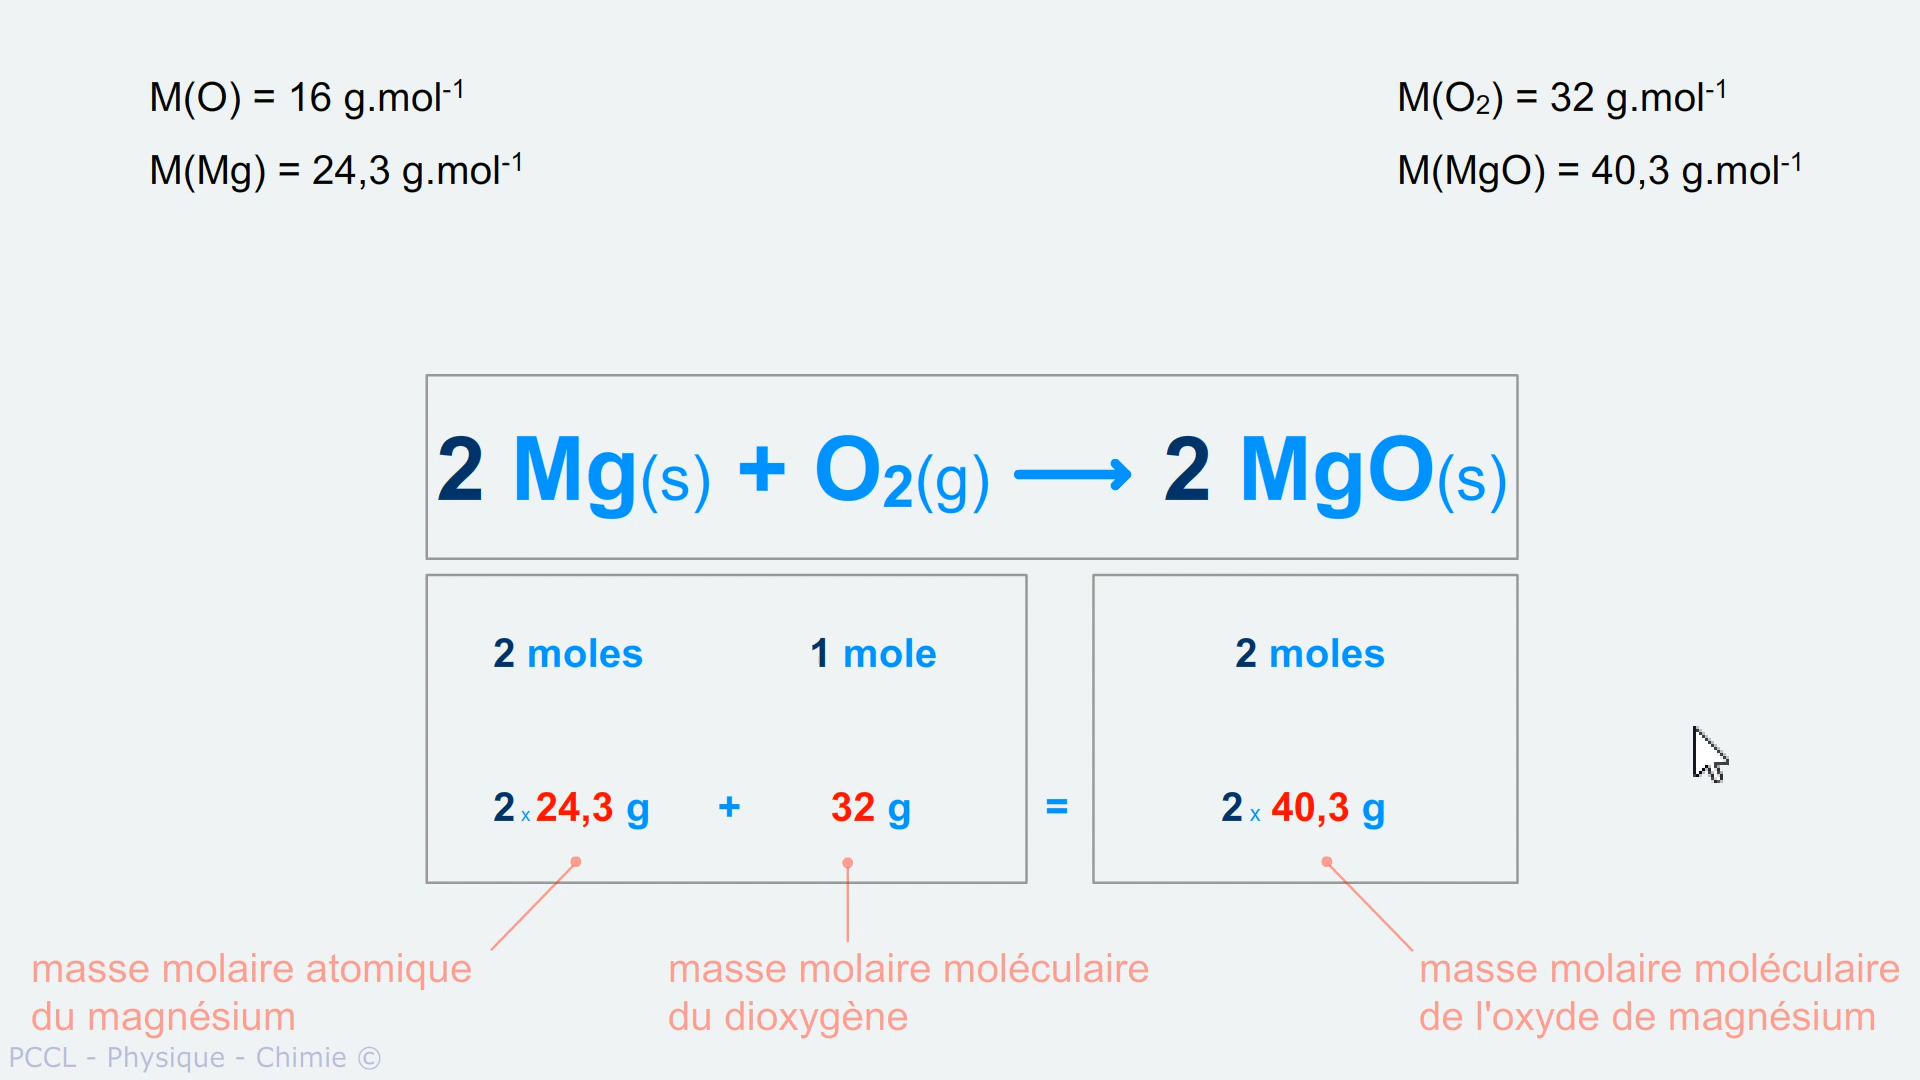 M(O) = 16 g.mol⁻¹
M(O₂) = 32 g.mol⁻¹
M(Mg) = 24,3 g.mol⁻¹
M(MgO) = 40,3 g.mol⁻¹
2 Mg(s) + O₂(g) ⟶ 2 MgO(s)
2 moles 1 mole 2 moles
2 x 24,3 g + 32 g = 2 x 40,3 g
masse molaire atomique
du magnésium
masse molaire moléculaire
du dioxygène
masse molaire moléculaire
de l'oxyde de magnésium
PCCL - Physique - Chimie ©